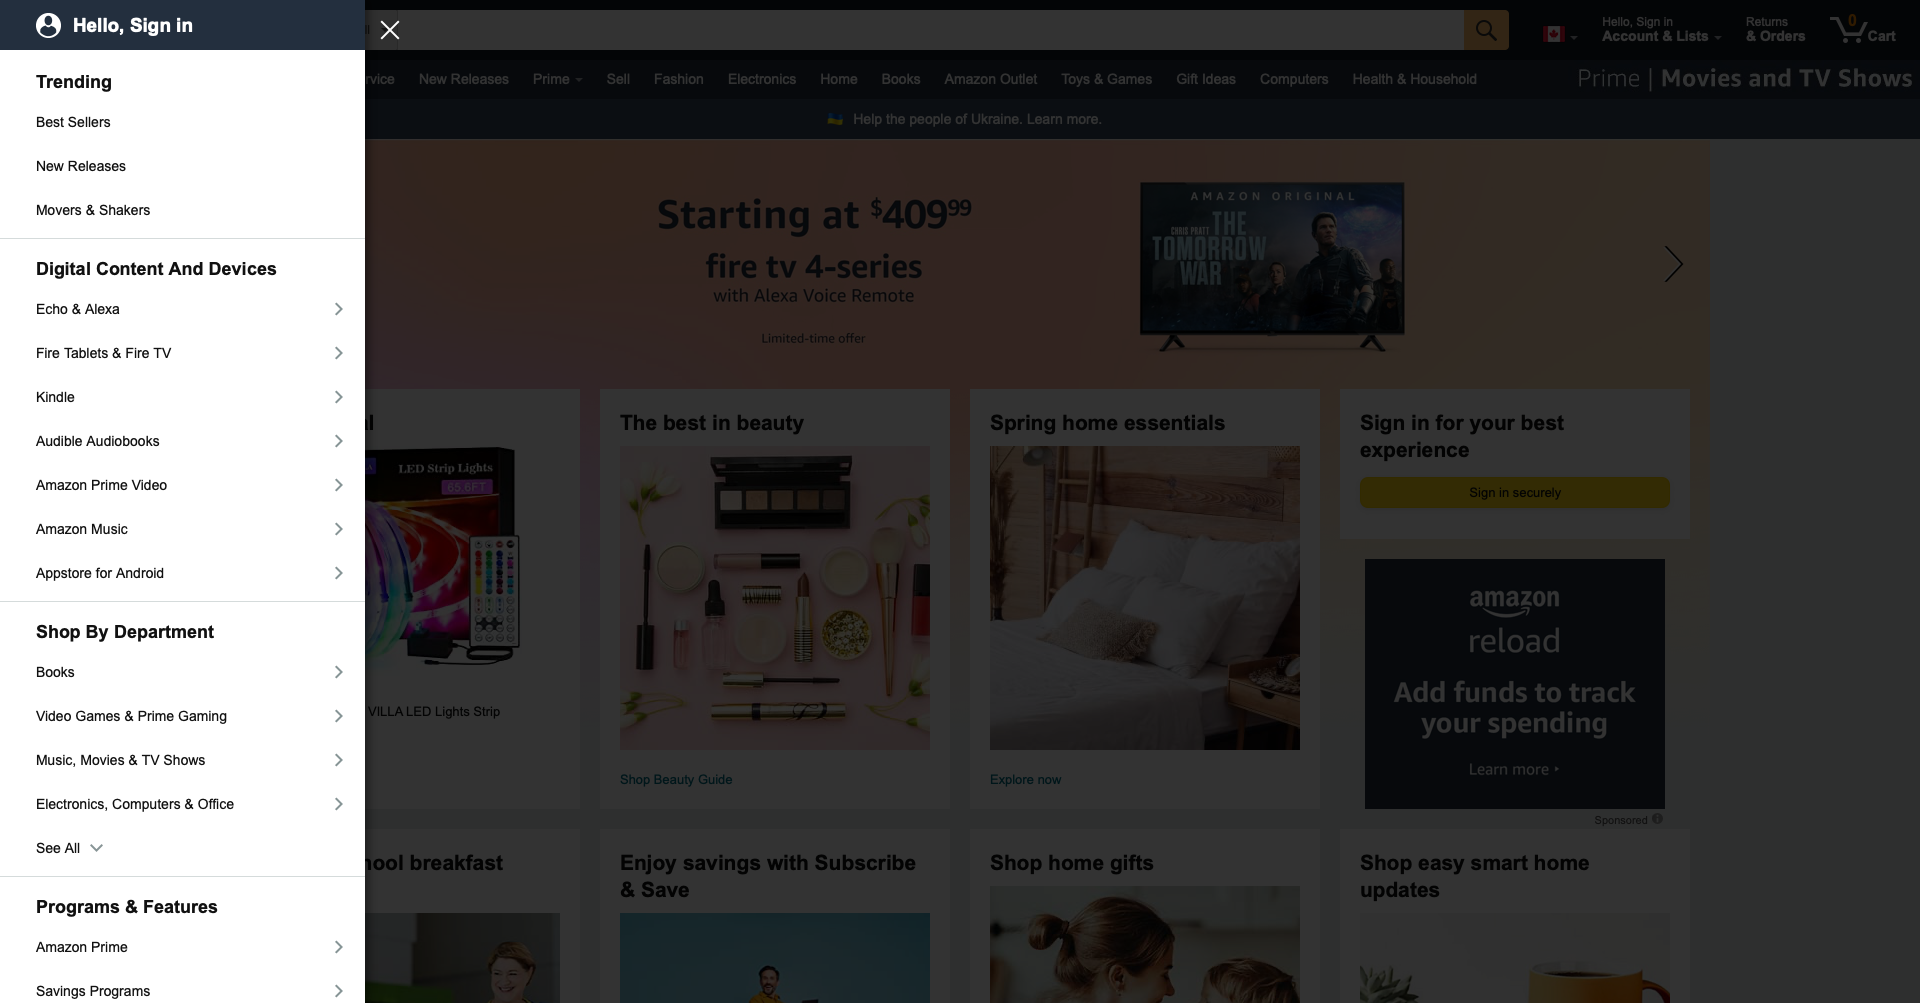 Hello, Sign in
Trending
Best Sellers
New Releases
Movers & Shakers
Digital Content And Devices
Echo & Alexa
Fire Tablets & Fire TV
Kindle
Audible Audiobooks
Amazon Prime Video
Amazon Music
Appstore for Android
Shop By Department
Books
Video Games & Prime Gaming
Music, Movies & TV Shows
Electronics, Computers & Office
See All
Programs & Features
Amazon Prime
Savings Programs
Hello, Sign in
Account & Lists
Returns
& Orders
0
Cart
New Releases Prime Sell Fashion Electronics Home Books Amazon Outlet Toys & Games Gift Ideas Computers Health & Household
Prime | Movies and TV Shows
Help the people of Ukraine. Learn more.
Starting at $409 99
fire tv 4-series
with Alexa Voice Remote
Limited-time offer
AMAZON ORIGINAL
CHRIS PRATT THE
TOMORROW
WAR
LED Strip Lights
65.6FT
VILLA LED Lights Strip
The best in beauty
Shop Beauty Guide
Spring home essentials
Explore now
Sign in for your best
experience
Sign in securely
amazon
reload
Add funds to track
your spending
Learn more
Sponsored
breakfast
Enjoy savings with Subscribe
& Save
Shop home gifts
Shop easy smart home
updates